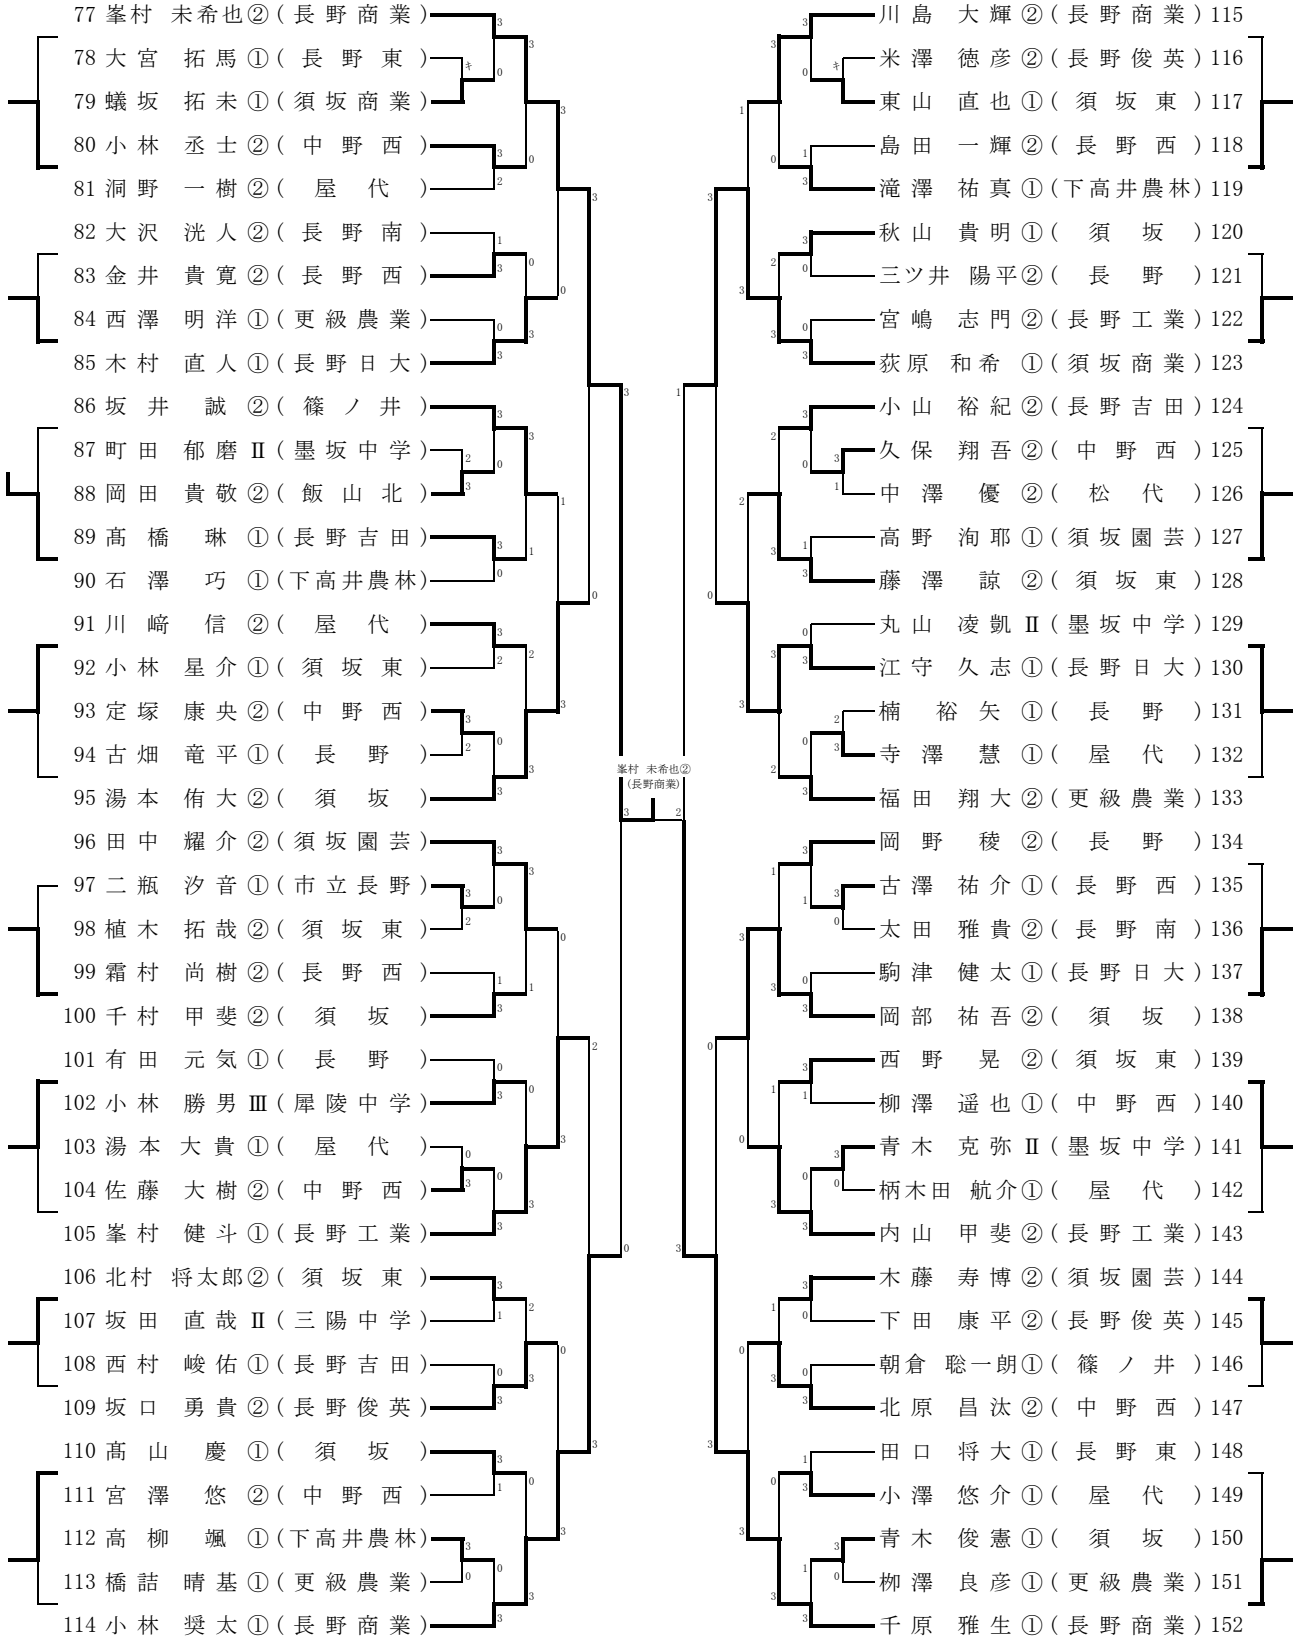 77 峯村 未希也②(長野商業)
78 大宮 拓馬①(長野東)
79 蟻坂 拓未①(須坂商業)
80 小林 丞士②(中野西)
81 洞野 一樹②(屋代)
82 大沢 洸人②(長野南)
83 金井 貴寛②(長野西)
84 西澤 明洋①(更級農業)
85 木村 直人①(長野日大)
86 坂井 誠②(篠ノ井)
87 町田 郁磨Ⅱ(墨坂中学)
88 岡田 貴敬②(飯山北)
89 髙橋 琳①(長野吉田)
90 石澤 巧①(下高井農林)
91 川﨑 信②(屋代)
92 小林 星介①(須坂東)
93 定塚 康央②(中野西)
94 古畑 竜平①(長野)
95 湯本 侑大②(須坂)
96 田中 耀介②(須坂園芸)
97 二瓶 汐音①(市立長野)
98 植木 拓哉②(須坂東)
99 霜村 尚樹②(長野西)
100 千村 甲斐②(須坂)
101 有田 元気①(長野)
102 小林 勝男Ⅲ(犀陵中学)
103 湯本 大貴①(屋代)
104 佐藤 大樹②(中野西)
105 峯村 健斗①(長野工業)
106 北村 将太郎②(須坂東)
107 坂田 直哉Ⅱ(三陽中学)
108 西村 峻佑①(長野吉田)
109 坂口 勇貴②(長野俊英)
110 髙山 慶①(須坂)
111 宮澤 悠②(中野西)
112 高柳 颯①(下高井農林)
113 橋詰 晴基①(更級農業)
114 小林 奨太①(長野商業)
峯村 未希也②
(長野商業)
川島 大輝②(長野商業)115
米澤 徳彦②(長野俊英)116
東山 直也①(須坂東)117
島田 一輝②(長野西)118
滝澤 祐真①(下高井農林)119
秋山 貴明①(須坂)120
三ツ井 陽平②(長野)121
宮嶋 志門②(長野工業)122
荻原 和希①(須坂商業)123
小山 裕紀②(長野吉田)124
久保 翔吾②(中野西)125
中澤 優②(松代)126
高野 洵耶①(須坂園芸)127
藤澤 諒②(須坂東)128
丸山 凌凱Ⅱ(墨坂中学)129
江守 久志①(長野日大)130
楠 裕矢①(長野)131
寺澤 慧①(屋代)132
福田 翔大②(更級農業)133
岡野 稜②(長野)134
古澤 祐介①(長野西)135
太田 雅貴②(長野南)136
駒津 健太①(長野日大)137
岡部 祐吾②(須坂)138
西野 晃②(須坂東)139
柳澤 遥也①(中野西)140
青木 克弥Ⅱ(墨坂中学)141
柄木田 航介①(屋代)142
内山 甲斐②(長野工業)143
木藤 寿博②(須坂園芸)144
下田 康平②(長野俊英)145
朝倉 聡一朗①(篠ノ井)146
北原 昌汰②(中野西)147
田口 将大①(長野東)148
小澤 悠介①(屋代)149
青木 俊憲①(須坂)150
栁澤 良彦①(更級農業)151
千原 雅生①(長野商業)152